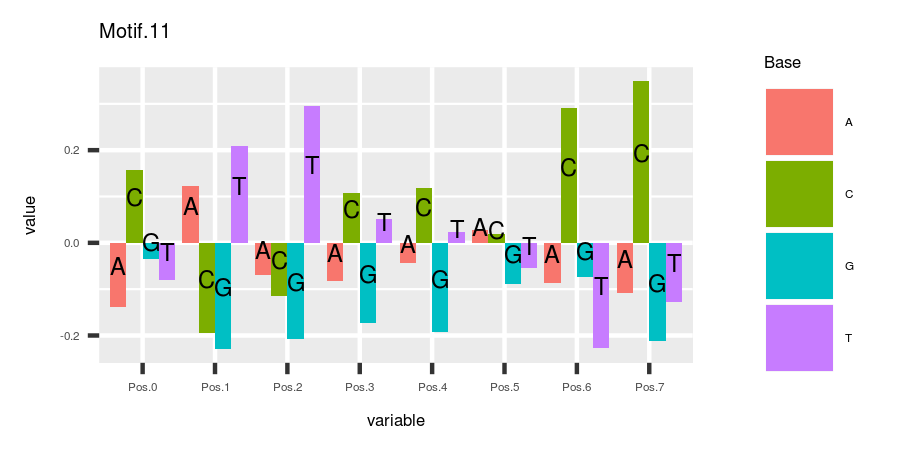 Motif.11
value
0.2
0.0
-0.2
A C G T
A C G T
A C G T
A C G T
A C G T
A C G T
A C G T
A C G T
Pos.0 Pos.1 Pos.2 Pos.3 Pos.4 Pos.5 Pos.6 Pos.7
variable
Base
A
C
G
T